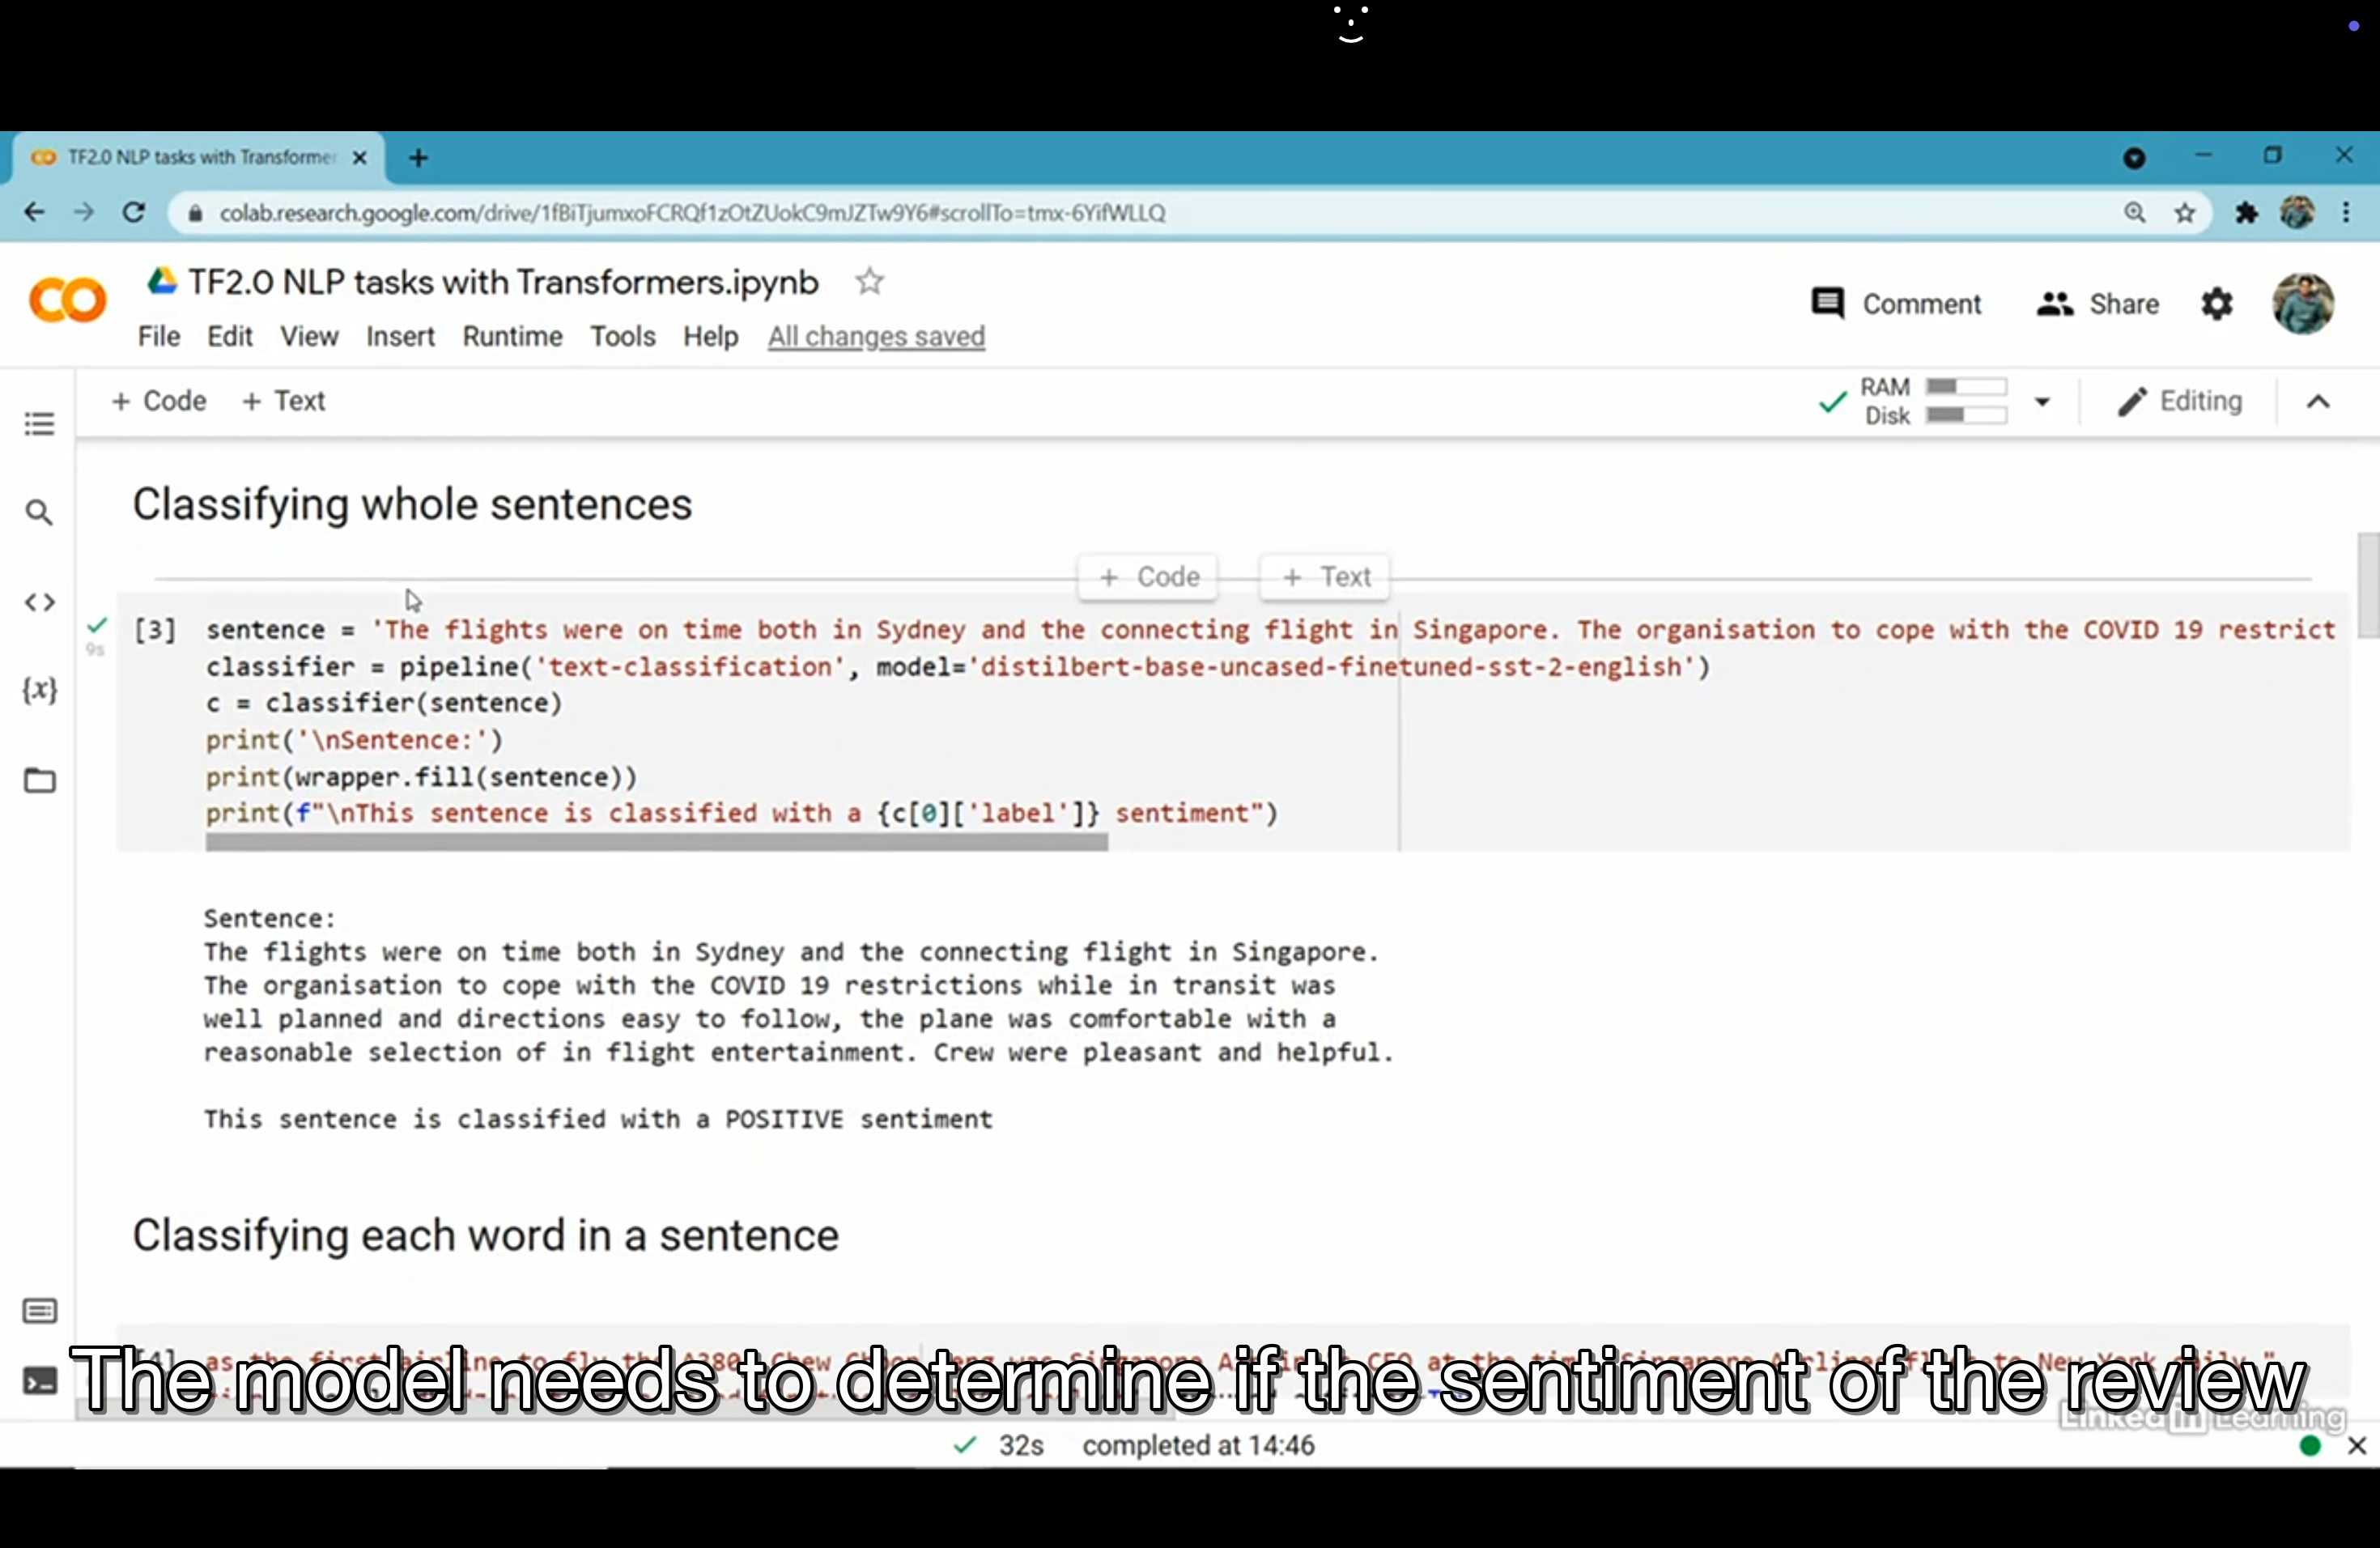 TF2.0 NLP tasks with Transformer
colab.research.google.com/drive/1fBiTjumxoFCRQf1zOtZUokC9mJZTw9Y6#scrollTo=tmx-6YifWLLQ
TF2.0 NLP tasks with Transformers.ipynb
Comment
Share
File Edit View Insert Runtime Tools Help All changes saved
+ Code + Text
RAM
Disk
Editing
Classifying whole sentences
+ Code + Text
[3] sentence = 'The flights were on time both in Sydney and the connecting flight in Singapore. The organisation to cope with the COVID 19 restrict
9s
classifier = pipeline('text-classification', model='distilbert-base-uncased-finetuned-sst-2-english')
c = classifier(sentence)
print('\nSentence:')
print(wrapper.fill(sentence))
print(f"\nThis sentence is classified with a {c[0]['label']} sentiment")
Sentence:
The flights were on time both in Sydney and the connecting flight in Singapore.
The organisation to cope with the COVID 19 restrictions while in transit was
well planned and directions easy to follow, the plane was comfortable with a
reasonable selection of in flight entertainment. Crew were pleasant and helpful.
This sentence is classified with a POSITIVE sentiment
Classifying each word in a sentence
The model needs to determine if the sentiment of the review
Linked in Learning
32s completed at 14:46